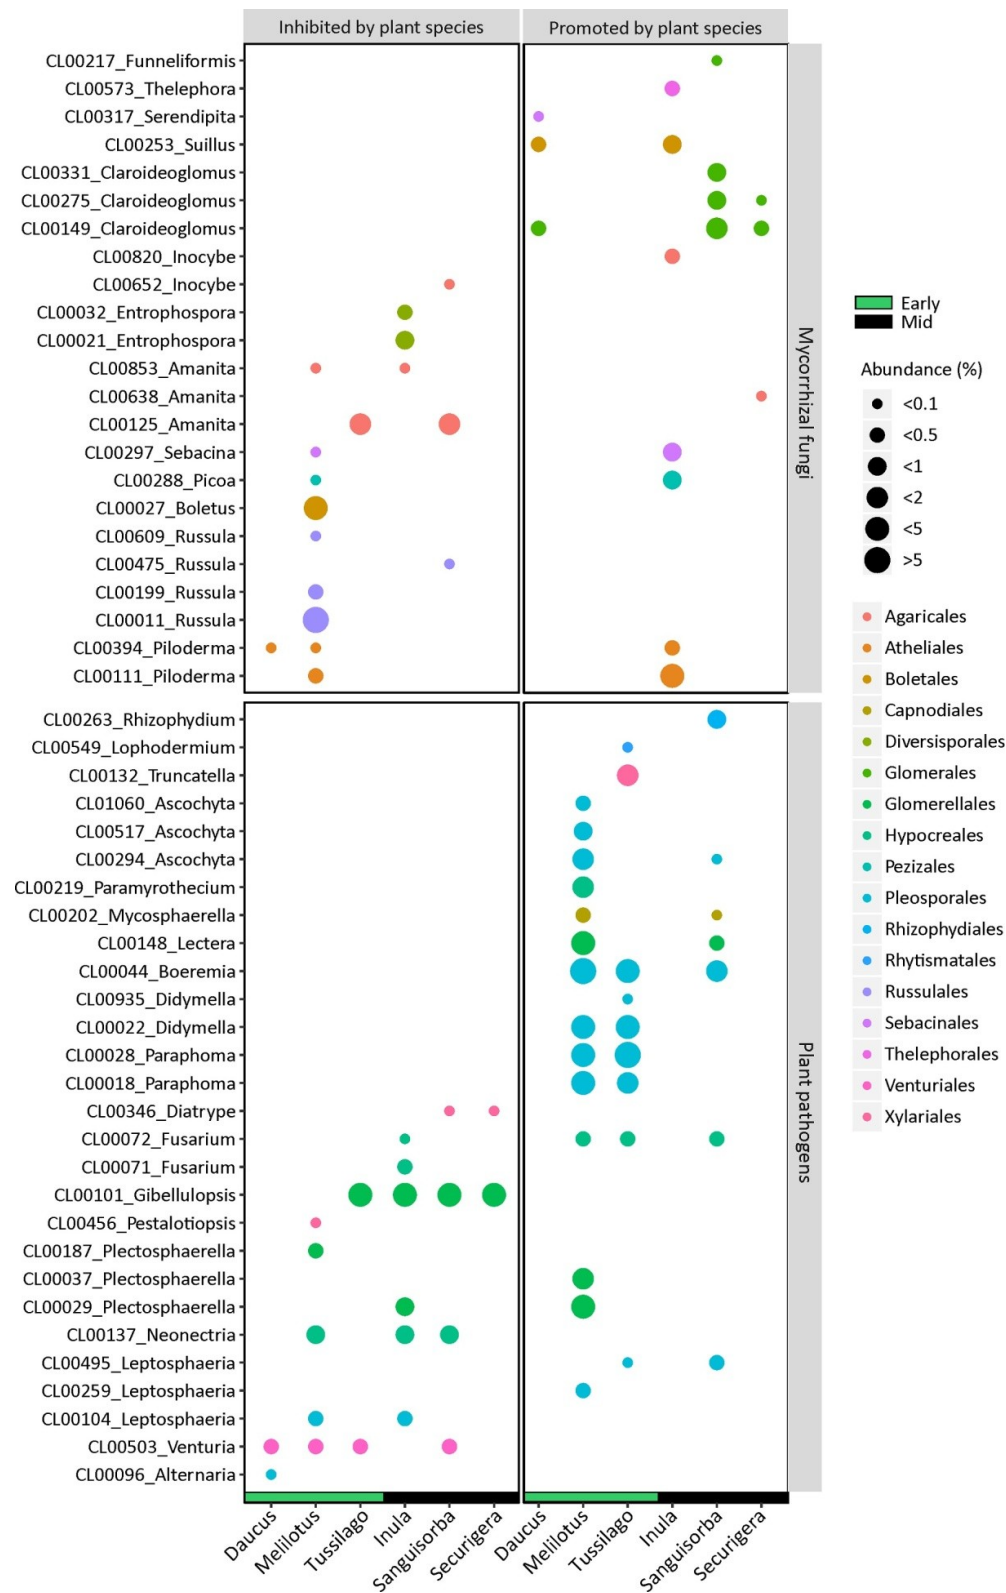 Inhibited by plant species
Promoted by plant species
CL00217_Funneliformis
CL00573_Thelephora
CL00317_Serendipita
CL00253_Suillus
CL00331_Claroideoglomus
CL00275_Claroideoglomus
CL00149_Claroideoglomus
CL00820_Inocybe
CL00652_Inocybe
CL00032_Entrophospora
CL00021_Entrophospora
CL00853_Amanita
CL00638_Amanita
CL00125_Amanita
CL00297_Sebacina
CL00288_Picoa
CL00027_Boletus
CL00609_Russula
CL00475_Russula
CL00199_Russula
CL00011_Russula
CL00394_Piloderma
CL00111_Piloderma
Mycorrhizal fungi
CL00263_Rhizophydium
CL00549_Lophodermium
CL00132_Truncatella
CL01060_Ascochyta
CL00517_Ascochyta
CL00294_Ascochyta
CL00219_Paramyrothecium
CL00202_Mycosphaerella
CL00148_Lectera
CL00044_Boeremia
CL00935_Didymella
CL00022_Didymella
CL00028_Paraphoma
CL00018_Paraphoma
CL00346_Diatrype
CL00072_Fusarium
CL00071_Fusarium
CL00101_Gibellulopsis
CL00456_Pestalotiopsis
CL00187_Plectosphaerella
CL00037_Plectosphaerella
CL00029_Plectosphaerella
CL00137_Neonectria
CL00495_Leptosphaeria
CL00259_Leptosphaeria
CL00104_Leptosphaeria
CL00503_Venturia
CL00096_Alternaria
Plant pathogens
Daucus
Melilotus
Tussilago
Inula
Sanguisorba
Securigera
Daucus
Melilotus
Tussilago
Inula
Sanguisorba
Securigera
Early
Mid
Abundance (%)
<0.1
<0.5
<1
<2
<5
>5
Agaricales
Atheliales
Boletales
Capnodiales
Diversisporales
Glomerales
Glomerellales
Hypocreales
Pezizales
Pleosporales
Rhizophydiales
Rhytismatales
Russulales
Sebacinales
Thelephorales
Venturiales
Xylariales